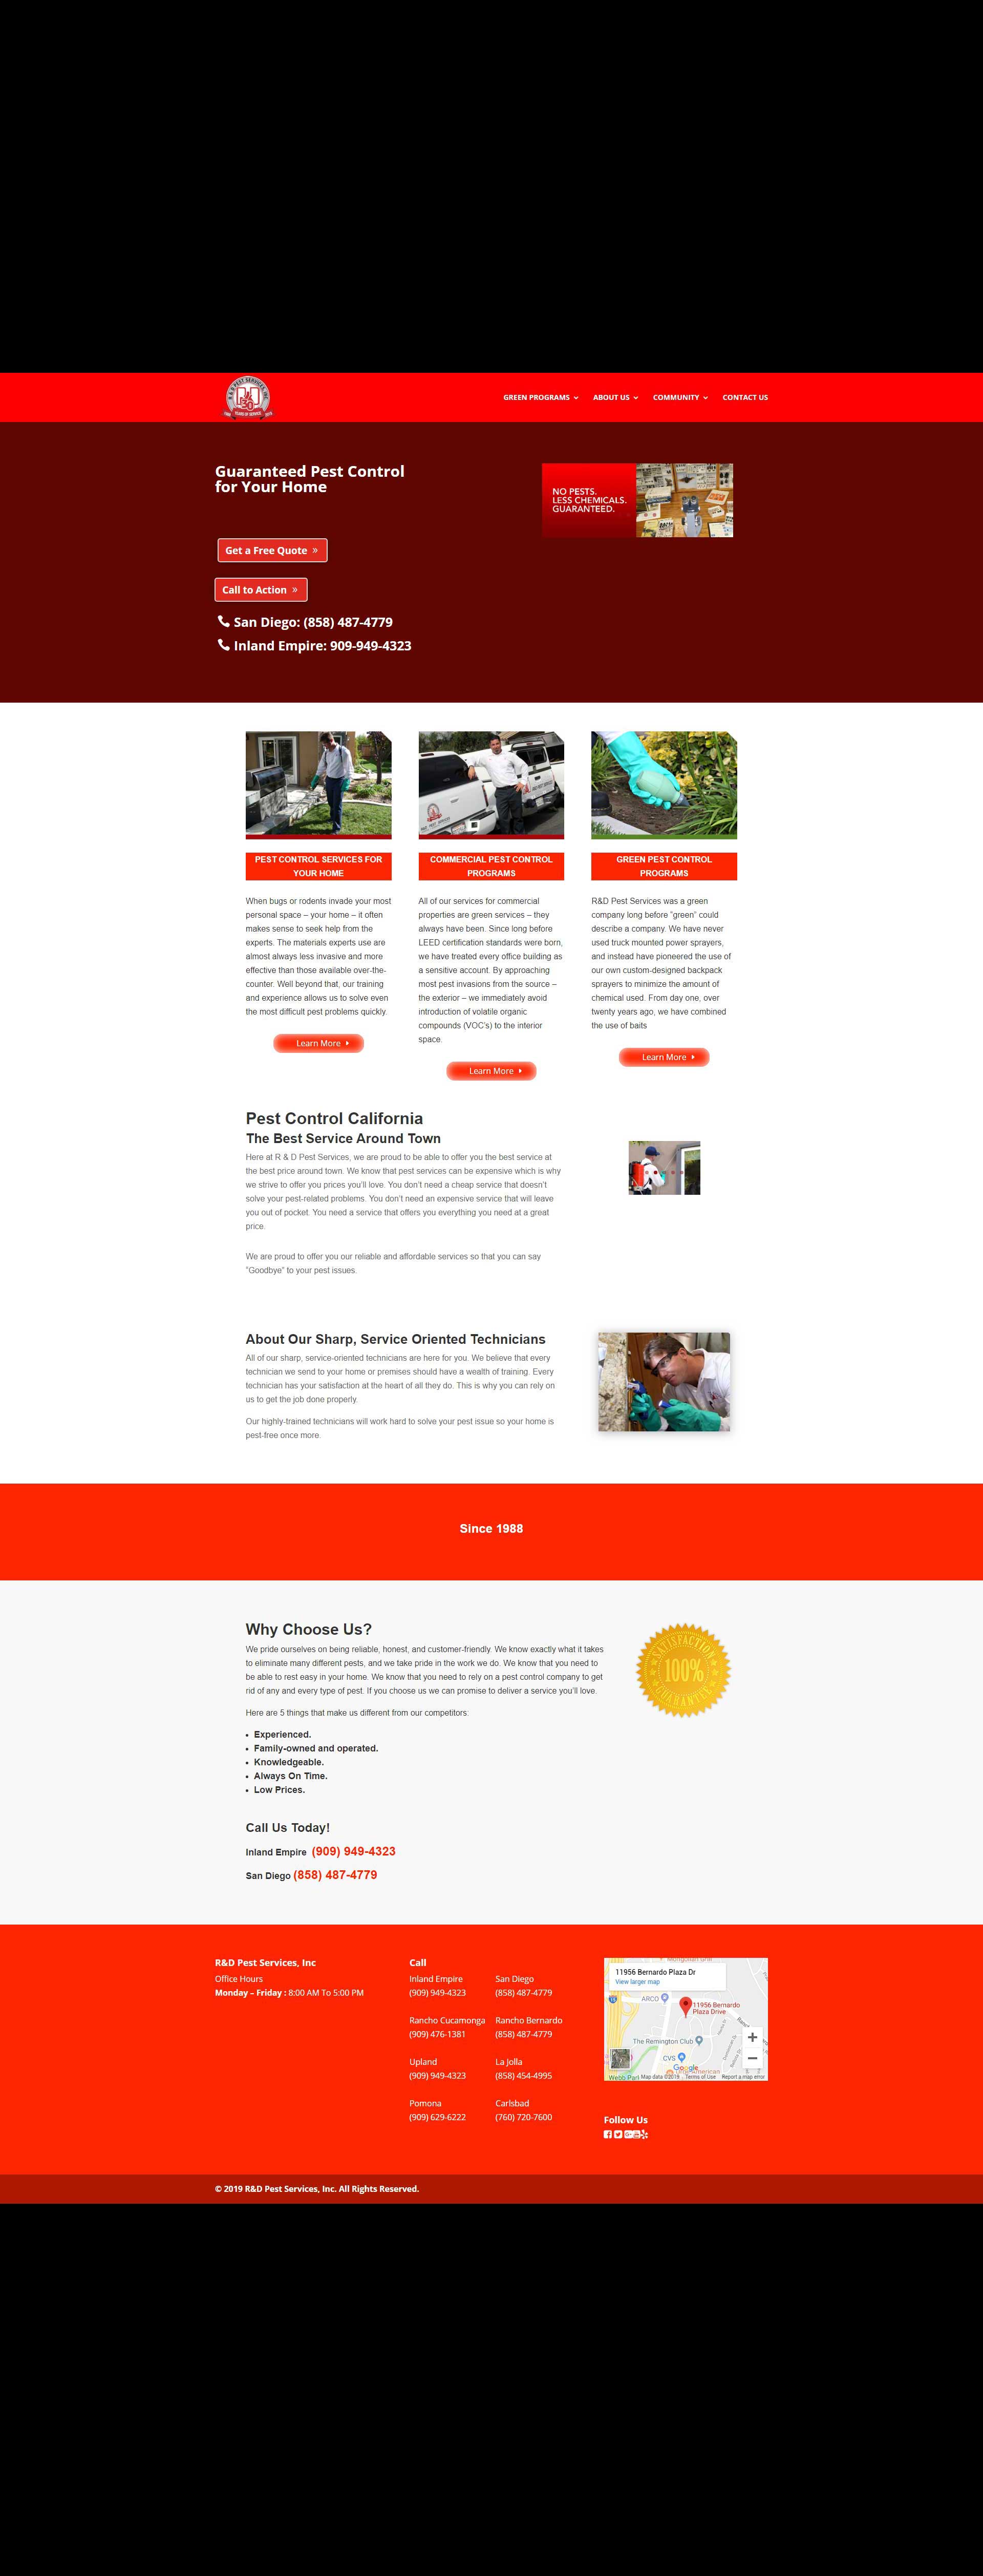 R&D PEST SERVICES, INC.
30
YEARS OF SERVICE
GREEN PROGRAMS
ABOUT US
COMMUNITY
CONTACT US
Guaranteed Pest Control
for Your Home
NO PESTS.
LESS CHEMICALS.
GUARANTEED.
Get a Free Quote »
Call to Action »
San Diego: (858) 487-4779
Inland Empire: 909-949-4323
PEST CONTROL SERVICES FOR
YOUR HOME
When bugs or rodents invade your most
personal space – your home – it often
makes sense to seek help from the
experts. The materials experts use are
almost always less invasive and more
effective than those available over-the-
counter. Well beyond that, our training
and experience allows us to solve even
the most difficult pest problems quickly.
Learn More
COMMERCIAL PEST CONTROL
PROGRAMS
All of our services for commercial
properties are green services – they
always have been. Since long before
LEED certification standards were born,
we have treated every office building as
a sensitive account. By approaching
most pest invasions from the source –
the exterior – we immediately avoid
introduction of volatile organic
compounds (VOC's) to the interior
space.
Learn More
GREEN PEST CONTROL
PROGRAMS
R&D Pest Services was a green
company long before “green” could
describe a company. We have never
used truck mounted power sprayers,
and instead have pioneered the use of
our own custom-designed backpack
sprayers to minimize the amount of
chemical used. From day one, over
twenty years ago, we have combined
the use of baits
Learn More
Pest Control California
The Best Service Around Town
Here at R & D Pest Services, we are proud to be able to offer you the best service at
the best price around town. We know that pest services can be expensive which is why
we strive to offer you prices you’ll love. You don’t need a cheap service that doesn’t
solve your pest-related problems. You don’t need an expensive service that will leave
you out of pocket. You need a service that offers you everything you need at a great
price.
We are proud to offer you our reliable and affordable services so that you can say
“Goodbye” to your pest issues.
About Our Sharp, Service Oriented Technicians
All of our sharp, service-oriented technicians are here for you. We believe that every
technician we send to your home or premises should have a wealth of training. Every
technician has your satisfaction at the heart of all they do. This is why you can rely on
us to get the job done properly.
Our highly-trained technicians will work hard to solve your pest issue so your home is
pest-free once more.
Since 1988
Why Choose Us?
We pride ourselves on being reliable, honest, and customer-friendly. We know exactly what it takes
to eliminate many different pests, and we take pride in the work we do. We know that you need to
be able to rest easy in your home. We know that you need to rely on a pest control company to get
rid of any and every type of pest. If you choose us we can promise to deliver a service you’ll love.
SATISFACTION
100%
GUARANTEE
Here are 5 things that make us different from our competitors:
• Experienced.
• Family-owned and operated.
• Knowledgeable.
• Always On Time.
• Low Prices.
Call Us Today!
Inland Empire (909) 949-4323
San Diego (858) 487-4779
R&D Pest Services, Inc
Office Hours
Monday – Friday : 8:00 AM To 5:00 PM
Call
Inland Empire
(909) 949-4323
Rancho Cucamonga
(909) 476-1381
Upland
(909) 949-4323
Pomona
(909) 629-6222
San Diego
(858) 487-4779
Rancho Bernardo
(858) 487-4779
La Jolla
(858) 454-4995
Carlsbad
(760) 720-7600
11956 Bernardo Plaza Dr
View larger map
ARCO
11956 Bernardo
Plaza Drive
The Remington Club
CVS
Google
Map data ©2019 Terms of Use Report a map error
Follow Us
© 2019 R&D Pest Services, Inc. All Rights Reserved.